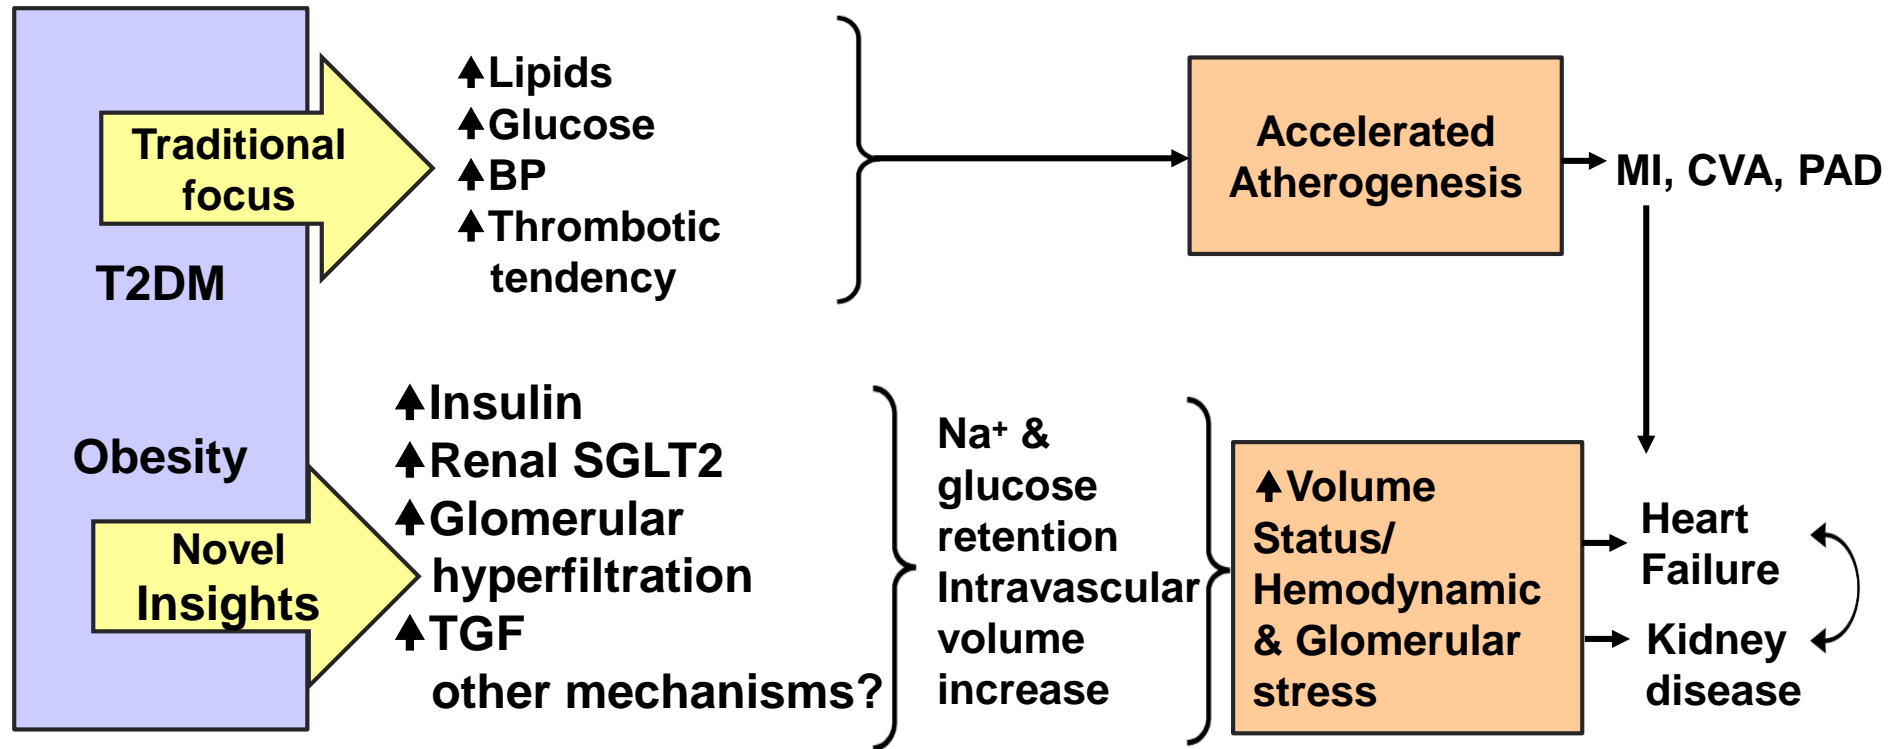 T2DM
Obesity
Traditional
focus
↑Lipids
↑Glucose
↑BP
↑Thrombotic
tendency
Accelerated
Atherogenesis
MI, CVA, PAD
Novel
Insights
↑Insulin
↑Renal SGLT2
↑Glomerular
hyperfiltration
↑TGF
other mechanisms?
Na⁺ &
glucose
retention
Intravascular
volume
increase
↑Volume
Status/
Hemodynamic
& Glomerular
stress
Heart
Failure
Kidney
disease